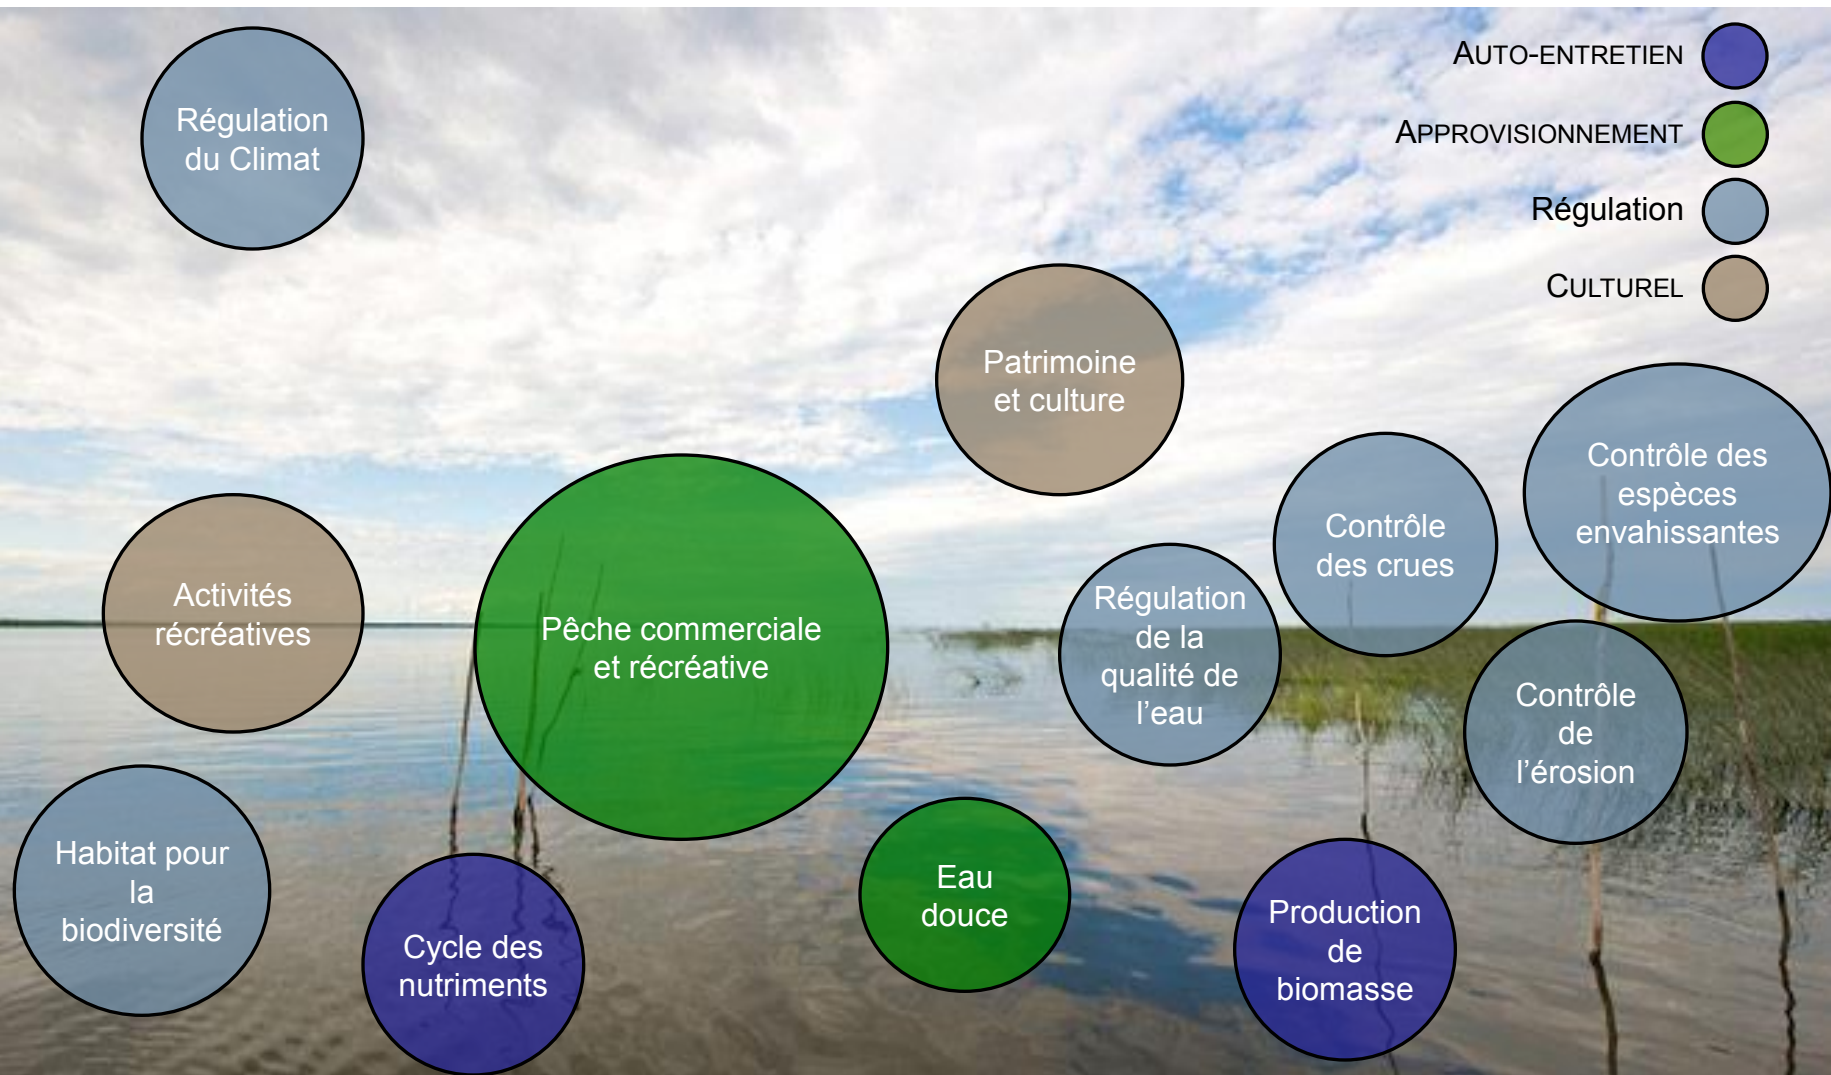 Régulation
du Climat
AUTO-ENTRETIEN
APPROVISIONNEMENT
Régulation
CULTUREL
Patrimoine
et culture
Contrôle des
espèces
envahissantes
Contrôle
des crues
Activités
récréatives
Pêche commerciale
et récréative
Régulation
de la
qualité de
l’eau
Contrôle
de
l’érosion
Habitat pour
la
biodiversité
Cycle des
nutriments
Eau
douce
Production
de
biomasse